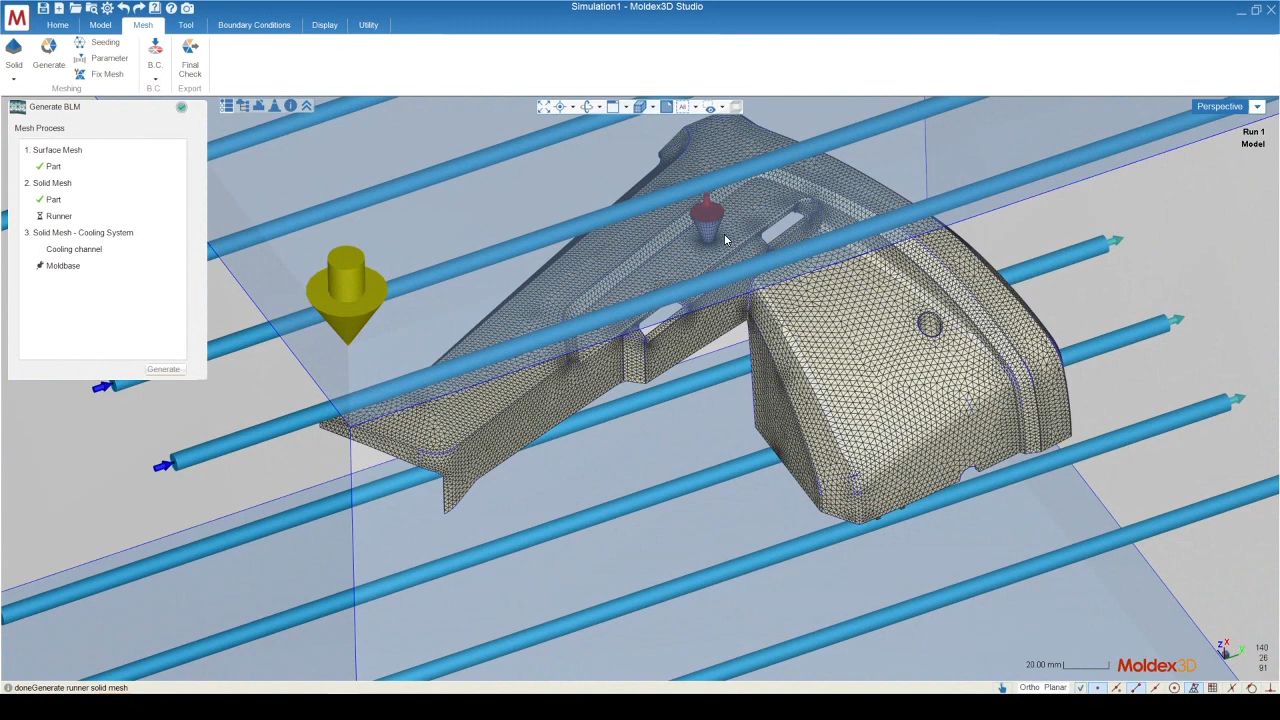 Simulation1 - Moldex3D Studio
M
Home Model Mesh Tool Boundary Conditions Display Utility
Solid
Generate
Seeding
Parameter
Fix Mesh
B.C.
Final
Check
Meshing B.C. Export
Generate BLM
Mesh Process
1. Surface Mesh
Part
2. Solid Mesh
Part
Runner
3. Solid Mesh - Cooling System
Cooling channel
Moldbase
Generate
Perspective
Run 1
Model
20.00 mm
Moldex3D
Z X Y
140
26
91
doneGenerate runner solid mesh
Ortho Planar